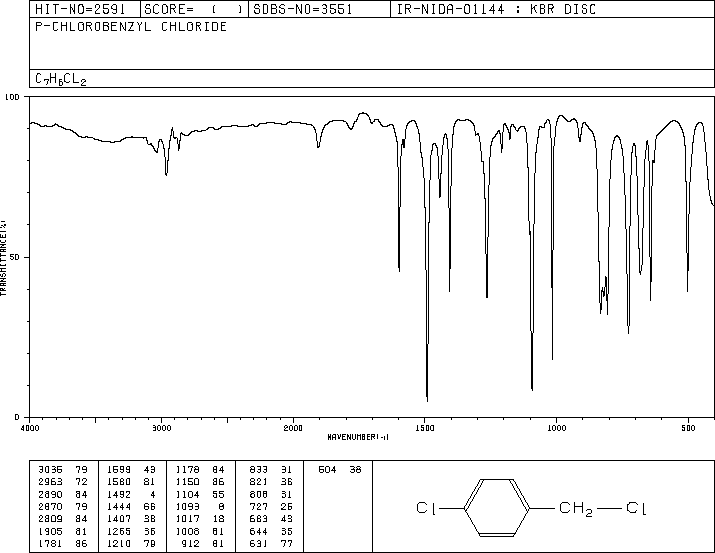 HIT-NO=2591 SCORE= ( ) SDBS-NO=3551 IR-NIDA-01144 : KBR DISC
P-CHLOROBENZYL CHLORIDE
C7H6CL2
100
50
0
TRANSMITTANCE(%)
4000 3000 2000 1500 1000 500
WAVENUMBER(-1)
3035 79 1599 43 1178 84 833 31 504 38
2963 72 1580 81 1150 86 821 36
2890 84 1492 4 1104 55 808 31
2870 79 1444 66 1093 8 727 26
2809 84 1407 38 1017 18 683 43
1905 81 1265 36 1008 81 644 35
1781 86 1210 79 912 81 631 77
Cl CH2 Cl